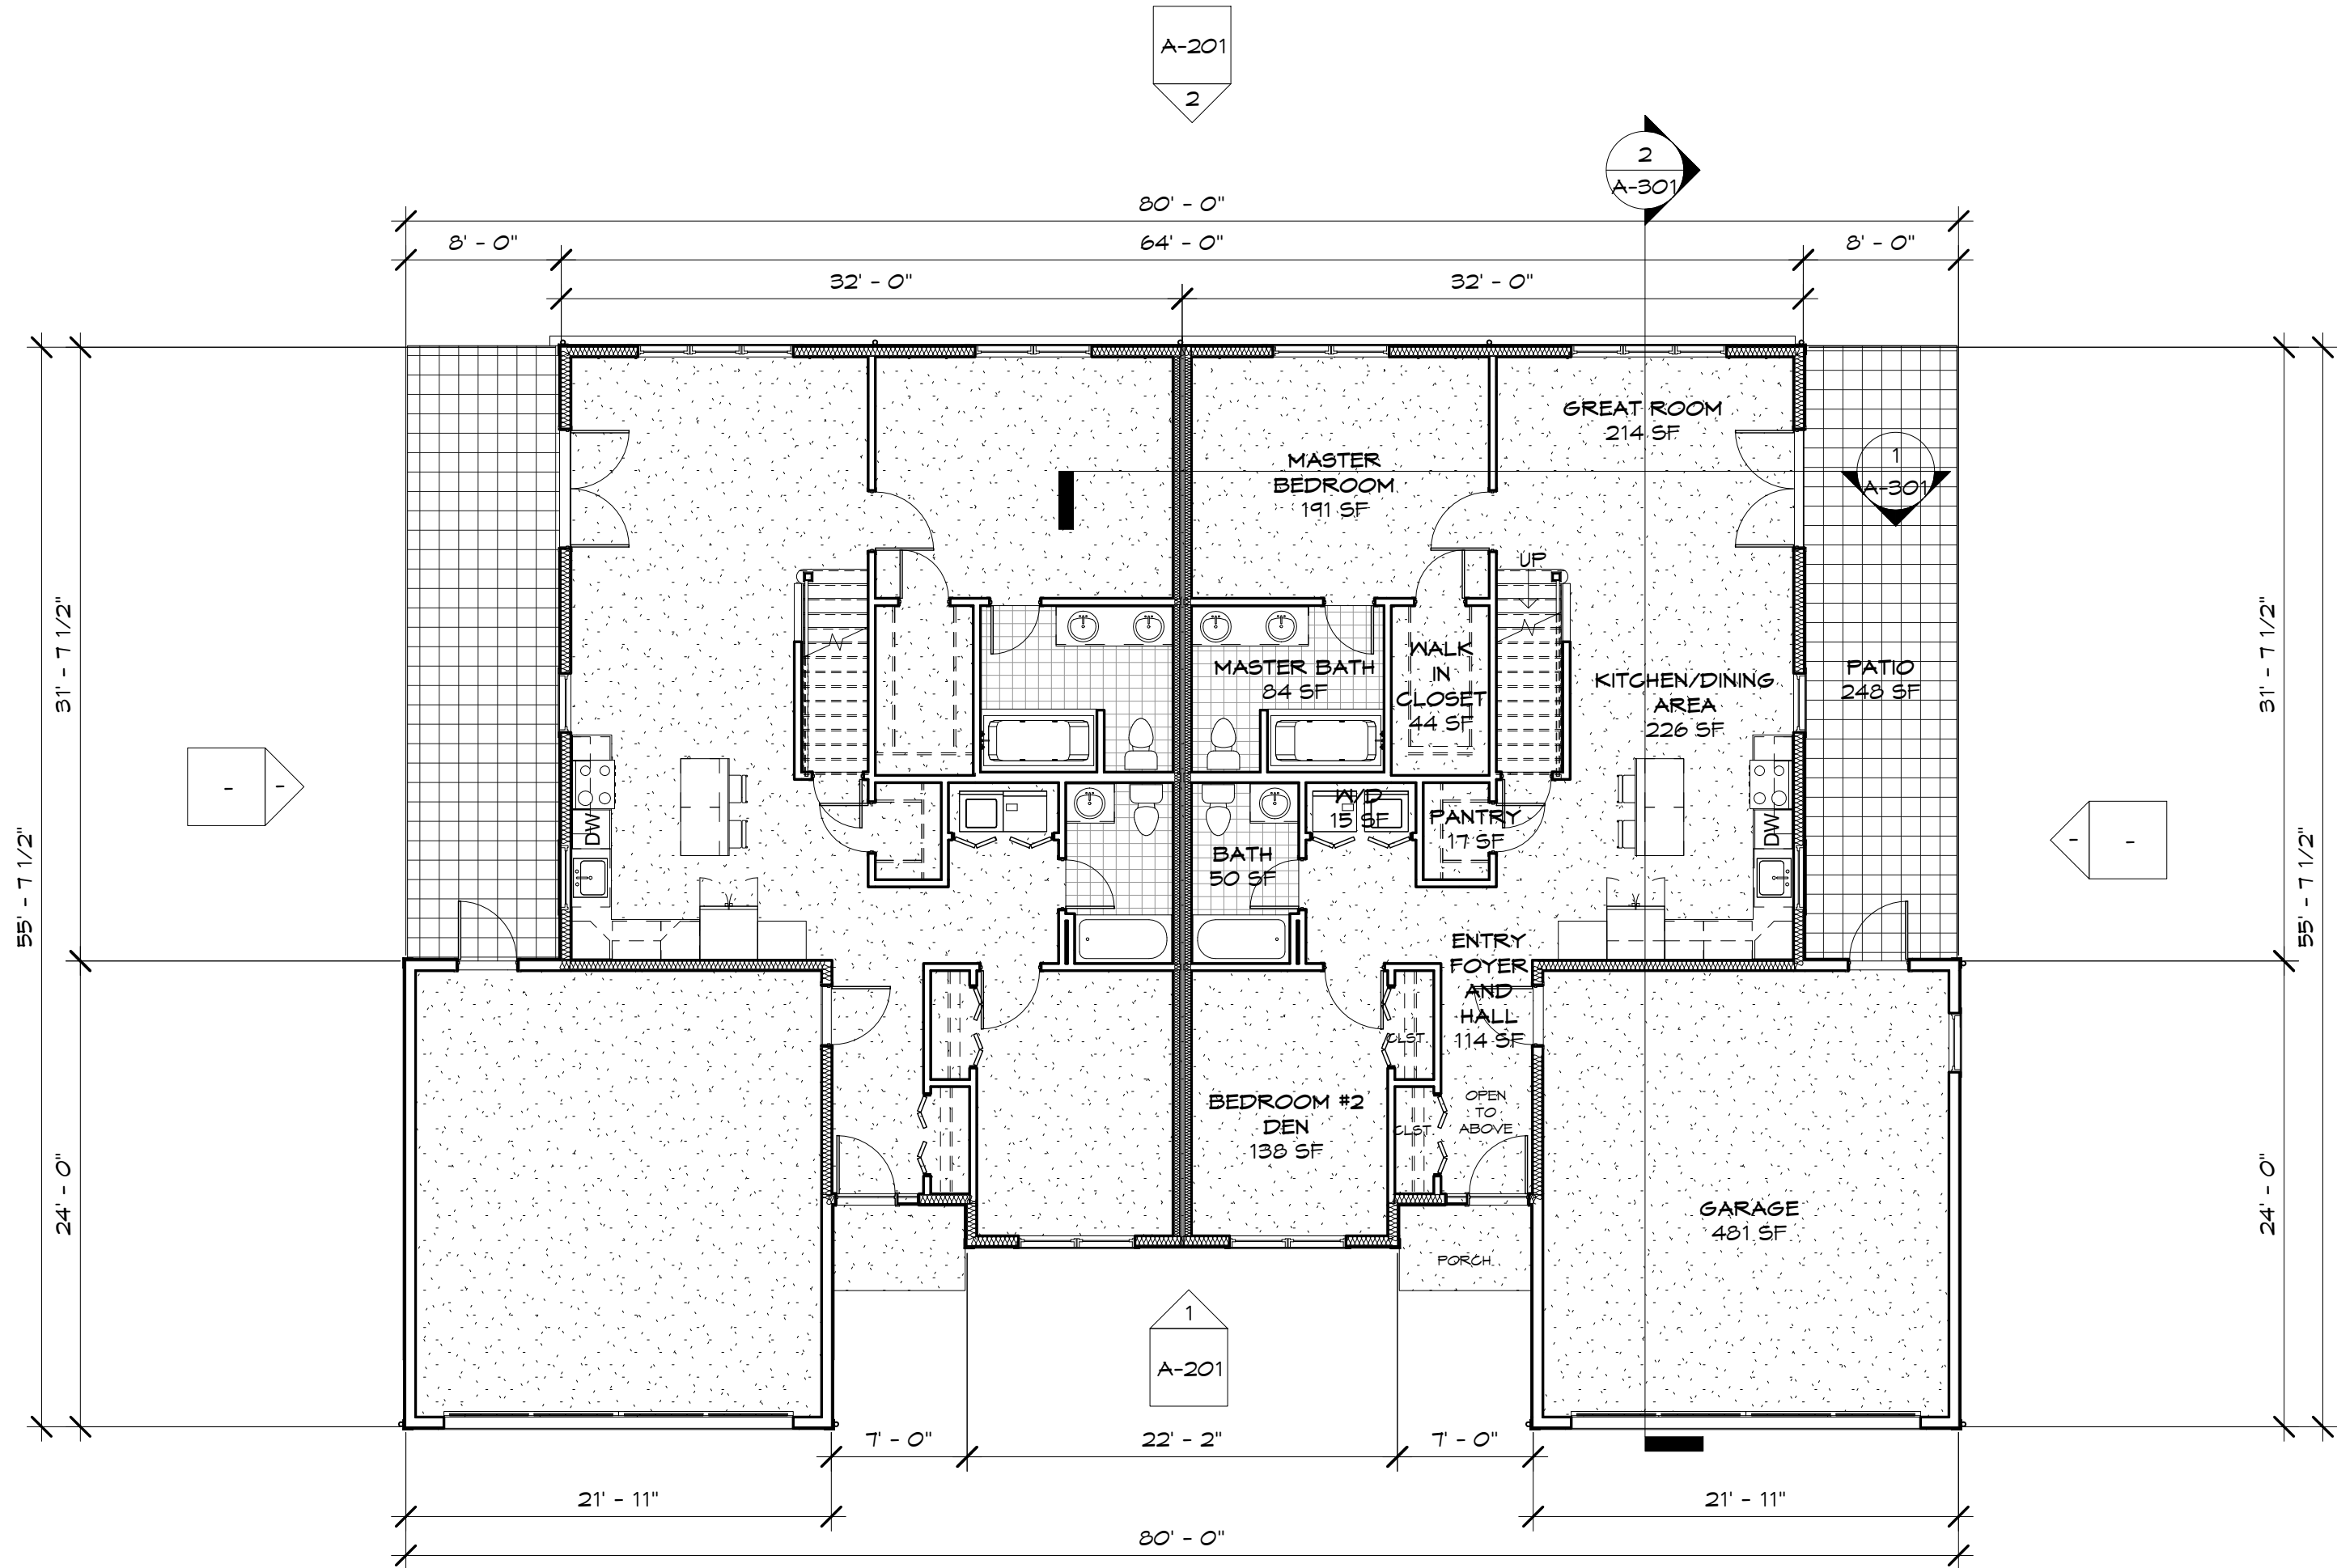 A-201
2
2
A-301
80' - 0"
8' - 0"
64' - 0"
8' - 0"
32' - 0"
32' - 0"
GREAT ROOM
214 SF
MASTER
BEDROOM
191 SF
1
A-301
UP
31' - 7 1/2"
31' - 7 1/2"
WALK
IN
CLOSET
44 SF
MASTER BATH
84 SF
KITCHEN/DINING
AREA
226 SF
PATIO
248 SF
-
-
-
-
55' - 7 1/2"
55' - 7 1/2"
DW
DW
W/D
15 SF
PANTRY
17 SF
BATH
50 SF
ENTRY
FOYER
AND
HALL
114 SF
CLST.
BEDROOM #2
DEN
138 SF
CLST.
OPEN
TO
ABOVE
24' - 0"
24' - 0"
GARAGE
481 SF
PORCH
1
A-201
7' - 0"
22' - 2"
7' - 0"
21' - 11"
21' - 11"
80' - 0"